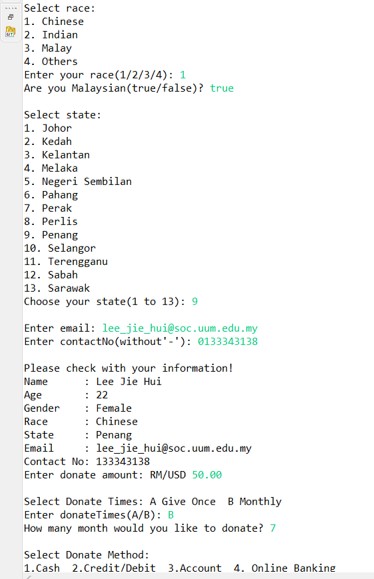 Select race:
1. Chinese
2. Indian
3. Malay
4. Others
Enter your race(1/2/3/4): 1
Are you Malaysian(true/false)? true
Select state:
1. Johor
2. Kedah
3. Kelantan
4. Melaka
5. Negeri Sembilan
6. Pahang
7. Perak
8. Perlis
9. Penang
10. Selangor
11. Terengganu
12. Sabah
13. Sarawak
Choose your state(1 to 13): 9
Enter email: lee_jie_hui@soc.uum.edu.my
Enter contactNo(without'-'): 0133343138
Please check with your information!
Name : Lee Jie Hui
Age : 22
Gender : Female
Race : Chinese
State : Penang
Email : lee_jie_hui@soc.uum.edu.my
Contact No: 133343138
Enter donate amount: RM/USD 50.00
Select Donate Times: A Give Once B Monthly
Enter donateTimes(A/B): B
How many month would you like to donate? 7
Select Donate Method:
1.Cash 2.Credit/Debit 3.Account 4. Online Banking